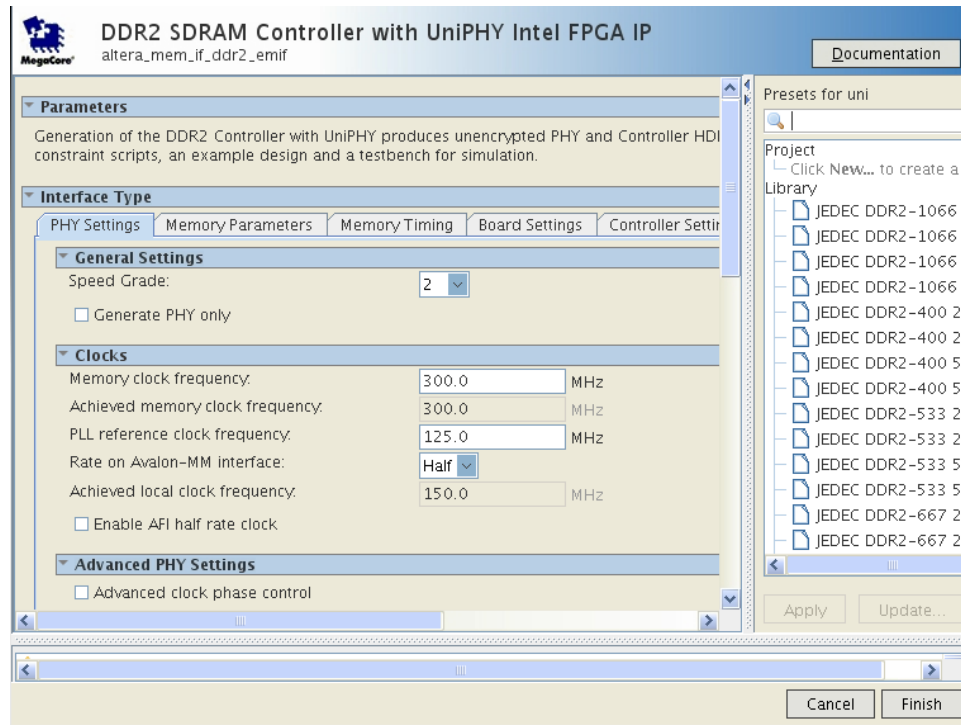 DDR2 SDRAM Controller with UniPHY Intel FPGA IP
MegaCore®
altera_mem_if_ddr2_emif
Documentation
Parameters
Generation of the DDR2 Controller with UniPHY produces unencrypted PHY and Controller HDL
constraint scripts, an example design and a testbench for simulation.
Interface Type
PHY Settings
Memory Parameters
Memory Timing
Board Settings
Controller Settin
General Settings
Speed Grade:
2
Generate PHY only
Clocks
Memory clock frequency:
300.0
MHz
Achieved memory clock frequency:
300.0
MHz
PLL reference clock frequency:
125.0
MHz
Rate on Avalon-MM interface:
Half
Achieved local clock frequency:
150.0
MHz
Enable AFI half rate clock
Advanced PHY Settings
Advanced clock phase control
Presets for uni
Project
Click New... to create a
Library
JEDEC DDR2-1066
JEDEC DDR2-1066
JEDEC DDR2-1066
JEDEC DDR2-1066
JEDEC DDR2-400 2
JEDEC DDR2-400 2
JEDEC DDR2-400 5
JEDEC DDR2-400 5
JEDEC DDR2-533 2
JEDEC DDR2-533 2
JEDEC DDR2-533 5
JEDEC DDR2-533 5
JEDEC DDR2-667 2
JEDEC DDR2-667 2
Apply
Update...
Cancel
Finish